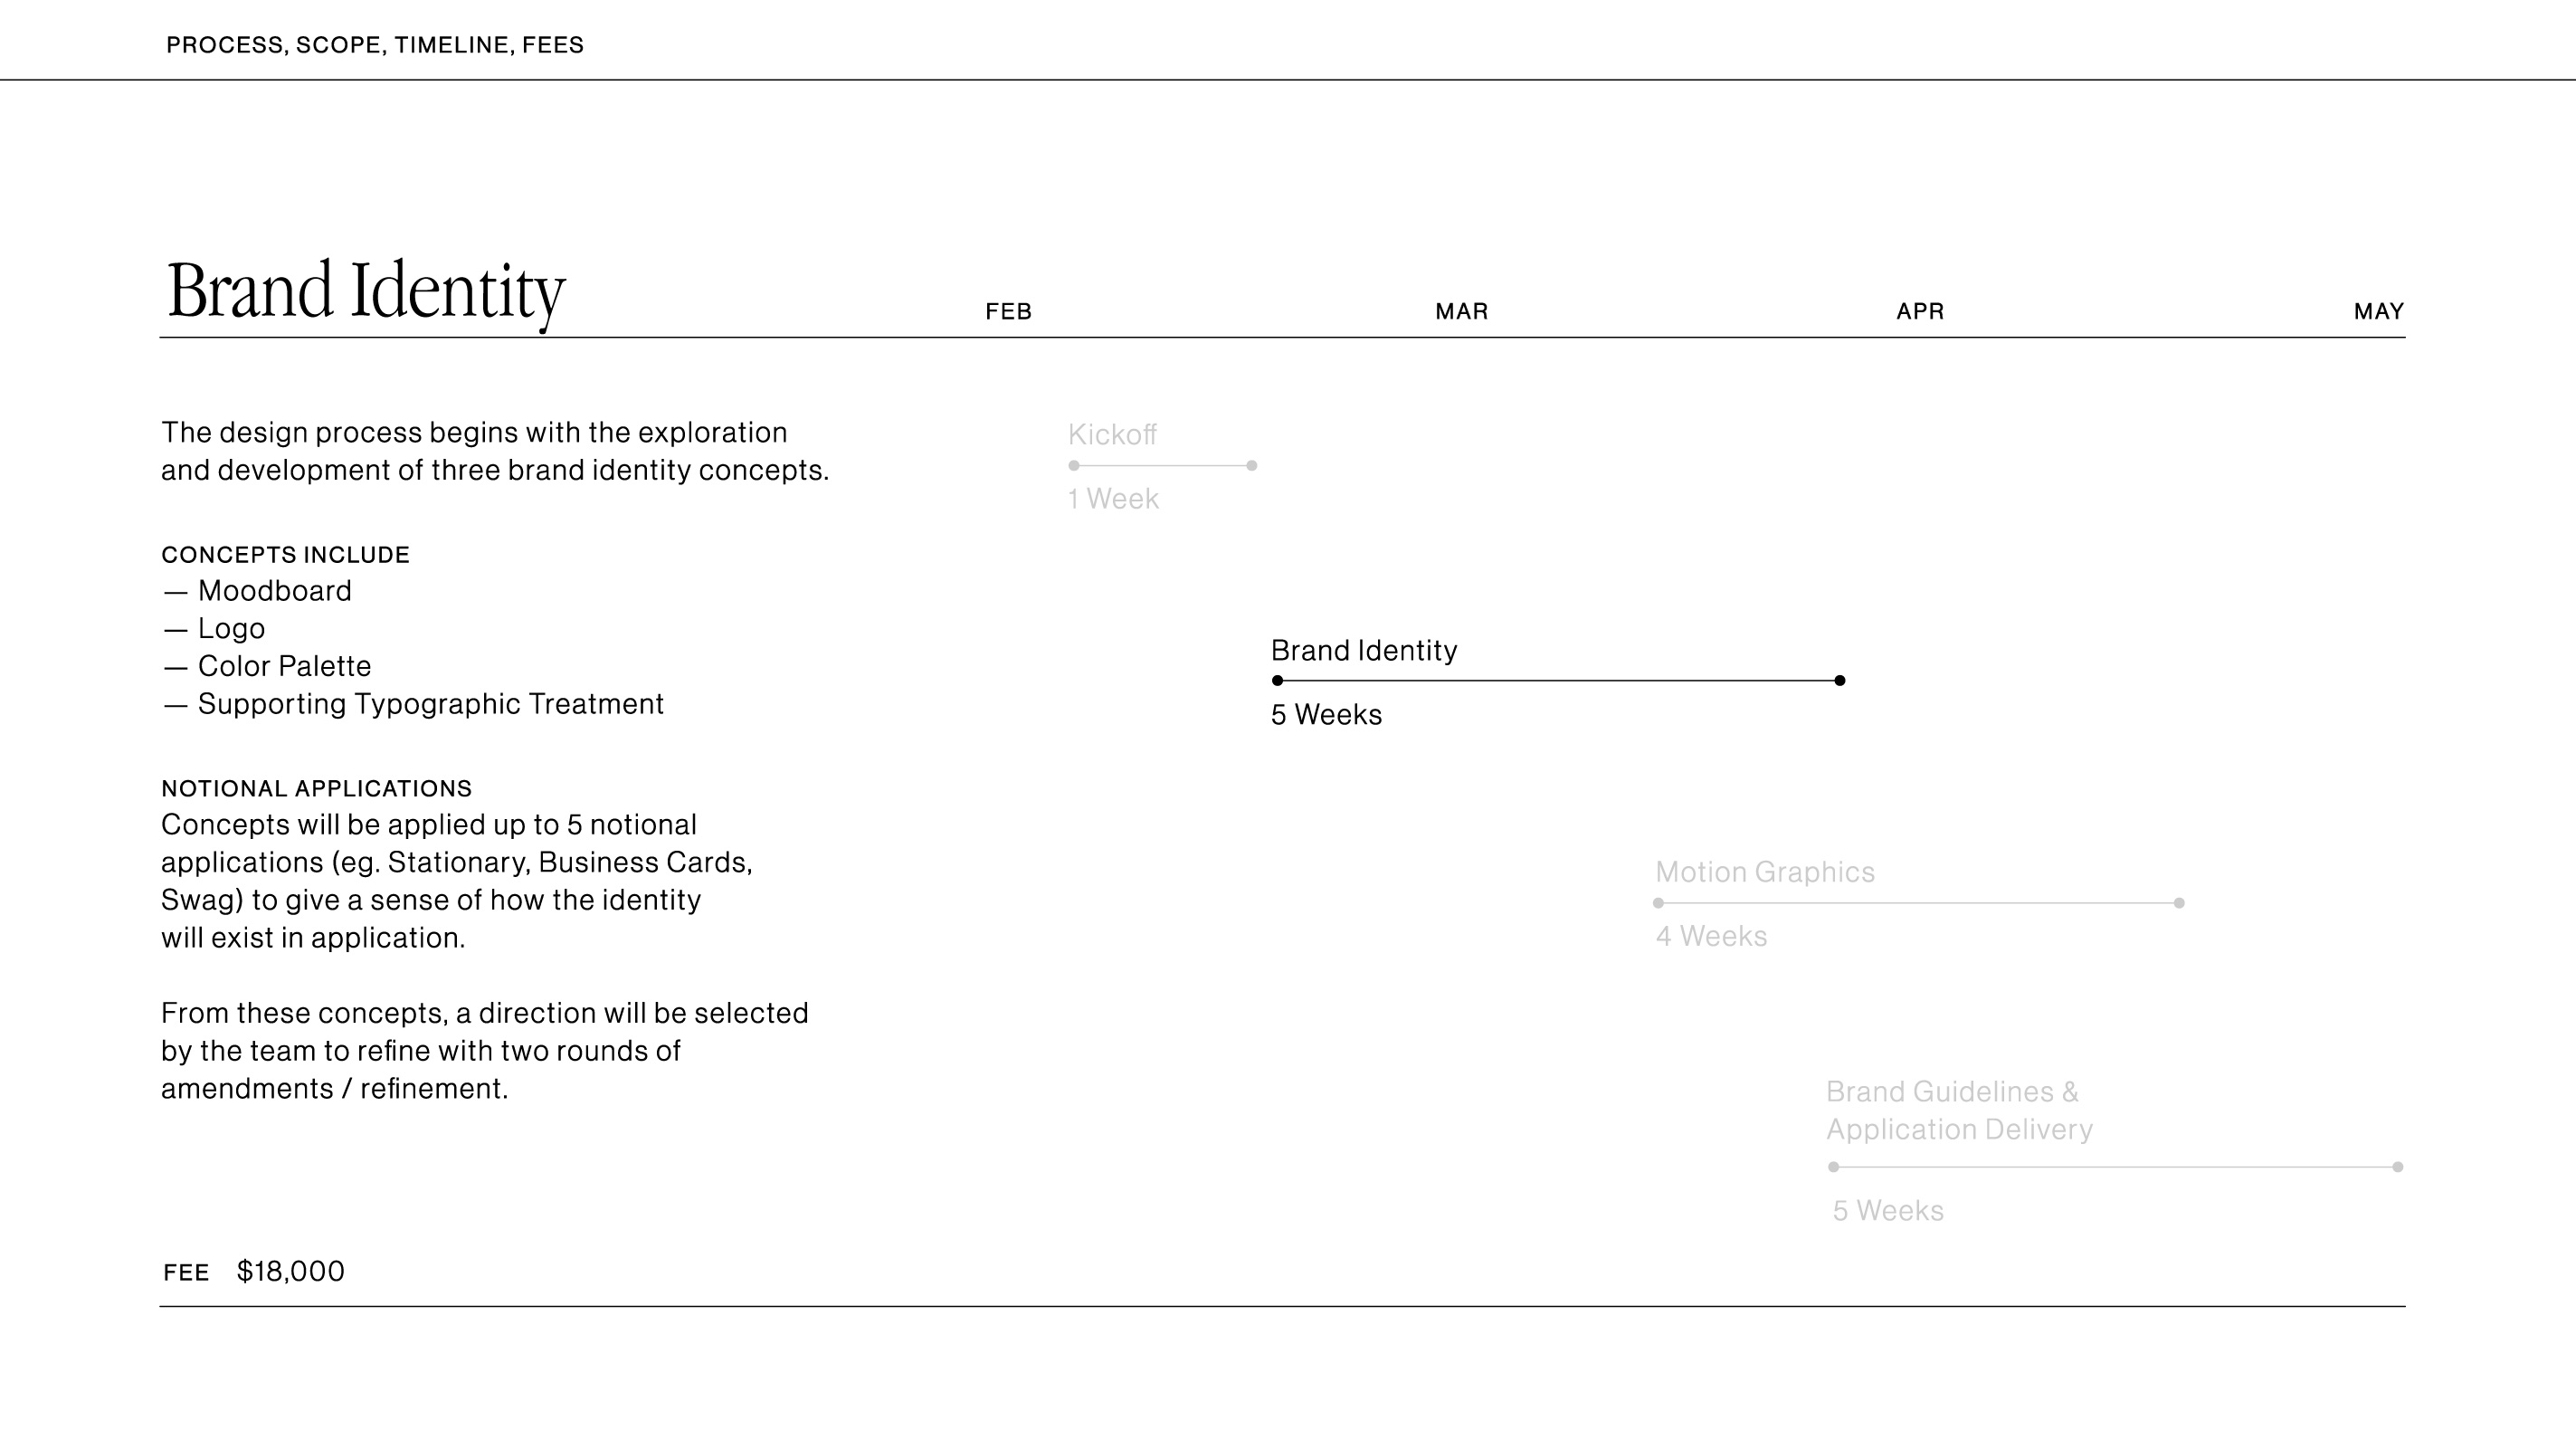 PROCESS, SCOPE, TIMELINE, FEES
Brand Identity
FEB
MAR
APR
MAY
The design process begins with the exploration
and development of three brand identity concepts.
CONCEPTS INCLUDE
— Moodboard
— Logo
— Color Palette
— Supporting Typographic Treatment
NOTIONAL APPLICATIONS
Concepts will be applied up to 5 notional
applications (eg. Stationary, Business Cards,
Swag) to give a sense of how the identity
will exist in application.
From these concepts, a direction will be selected
by the team to refine with two rounds of
amendments / refinement.
FEE $18,000
Kickoff
1 Week
Brand Identity
5 Weeks
Motion Graphics
4 Weeks
Brand Guidelines &
Application Delivery
5 Weeks